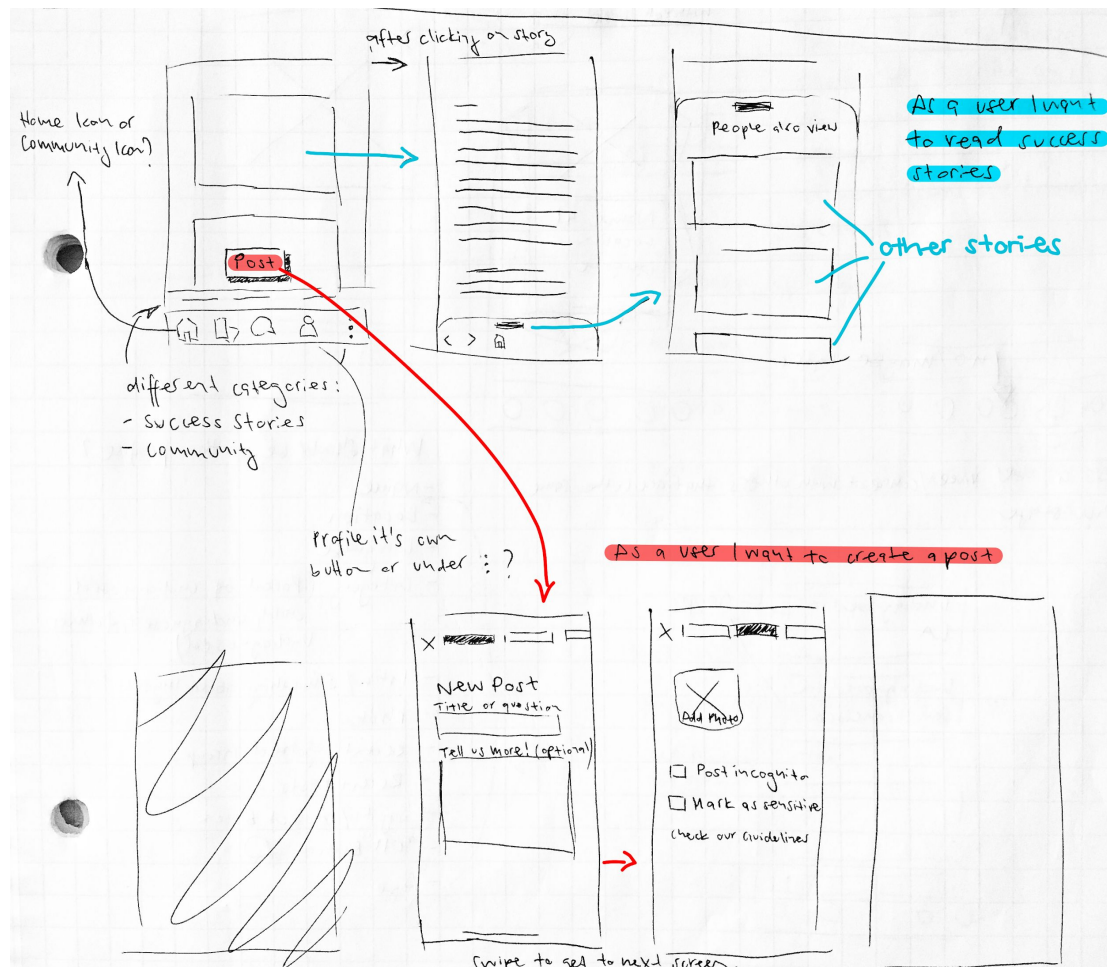 after clicking on story
Home Icon or
Community Icon?
Post
People also view
As a user I want
to read success
stories
other stories
different categories:
- Success Stories
- Community
Profile it's own
button or under ⋮ ?
As a user I want to create a post
X
New Post
Title or question
Tell us more! (optional)
X
Add Photo
Post incognito
Mark as sensitive
Check our Guidelines
Swipe to get to next screen